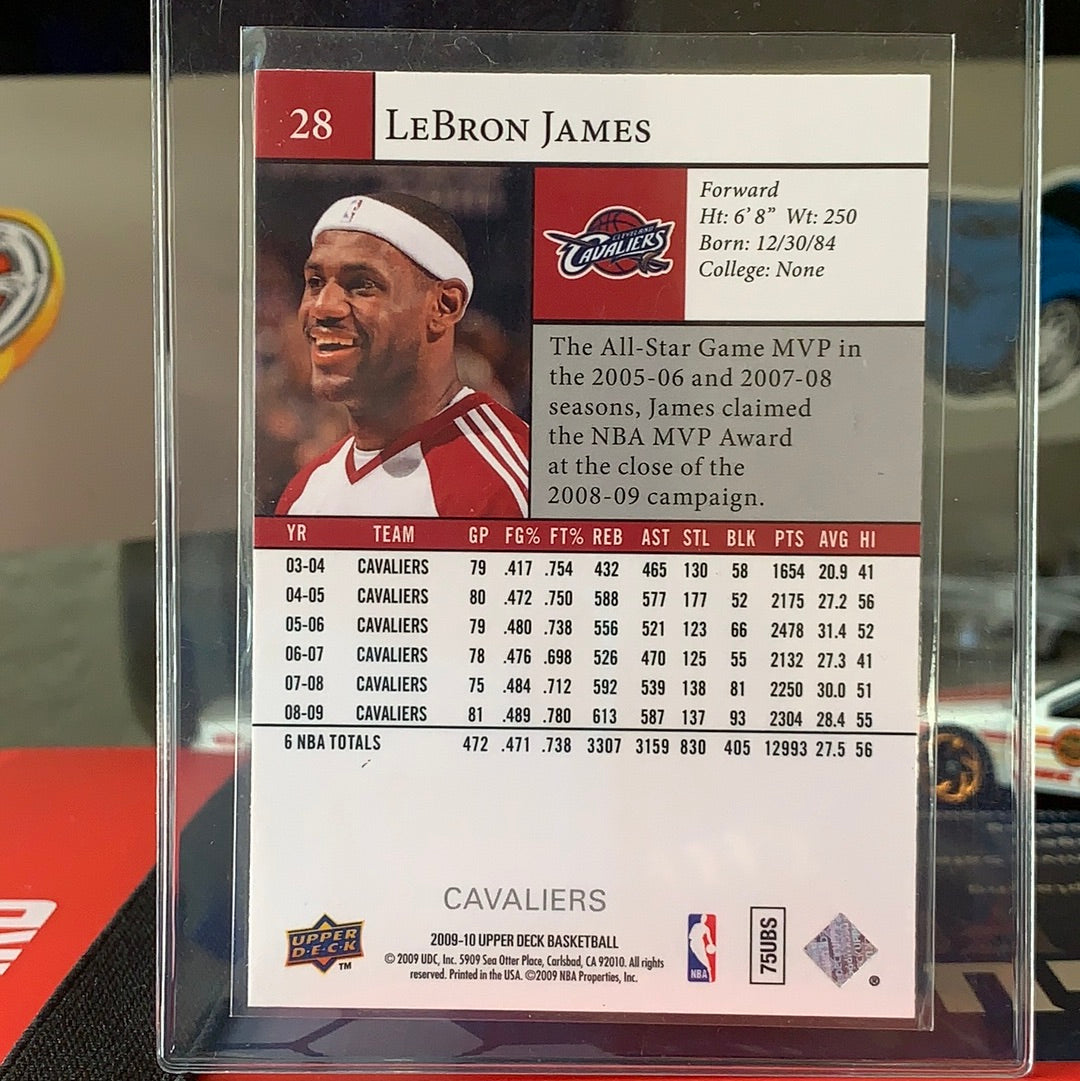 28
LEBRON JAMES
CLEVELAND
CAVALIERS
Forward
Ht: 6' 8" Wt: 250
Born: 12/30/84
College: None
The All-Star Game MVP in
the 2005-06 and 2007-08
seasons, James claimed
the NBA MVP Award
at the close of the
2008-09 campaign.
YR TEAM GP FG% FT% REB AST STL BLK PTS AVG HI
03-04 CAVALIERS 79 .417 .754 432 465 130 58 1654 20.9 41
04-05 CAVALIERS 80 .472 .750 588 577 177 52 2175 27.2 56
05-06 CAVALIERS 79 .480 .738 556 521 123 66 2478 31.4 52
06-07 CAVALIERS 78 .476 .698 526 470 125 55 2132 27.3 41
07-08 CAVALIERS 75 .484 .712 592 539 138 81 2250 30.0 51
08-09 CAVALIERS 81 .489 .780 613 587 137 93 2304 28.4 55
6 NBA TOTALS 472 .471 .738 3307 3159 830 405 12993 27.5 56
CAVALIERS
UPPER
D·E·C·K
TM
2009-10 UPPER DECK BASKETBALL
© 2009 UDC, Inc. 5909 Sea Otter Place, Carlsbad, CA 92010. All rights
reserved. Printed in the USA. ©2009 NBA Properties, Inc.
NBA
75UBS
®